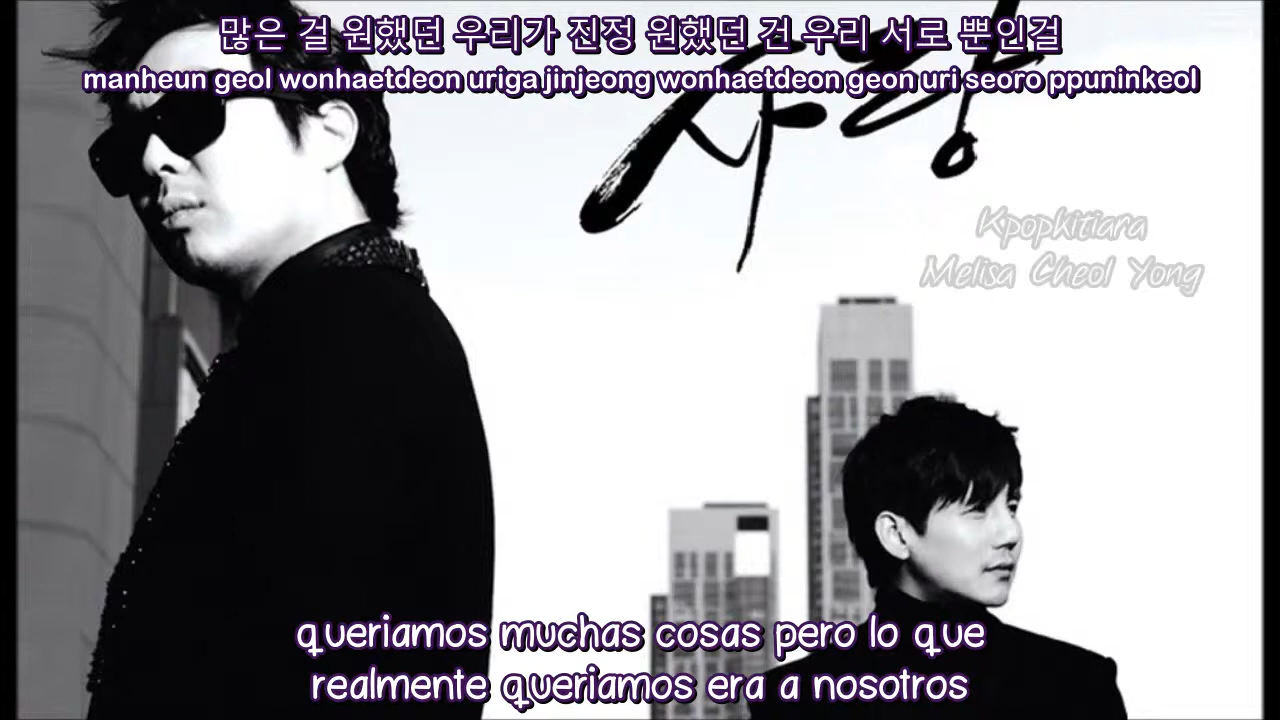 많은 걸 원했던 우리가 진정 원했던 건 우리 서로 뿐인걸
manheun geol wonhaetdeon uriga jinjeong wonhaetdeon geon uri seoro ppuninkeol
사랑
Kpopkitiara
Melisa Cheol Yong
queriamos muchas cosas pero lo que
realmente queriamos era a nosotros